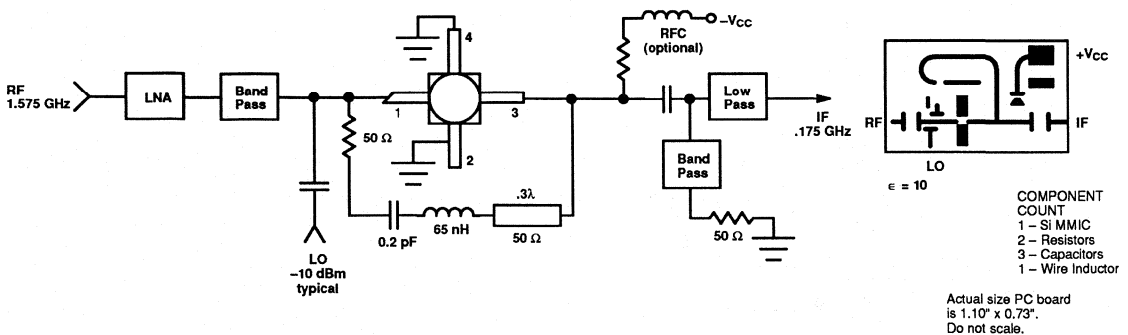 RF
1.575 GHz
LNA
Band
Pass
50 Ω
4
1
3
2
LO
–10 dBm
typical
0.2 pF
65 nH
.3λ
50 Ω
RFC
(optional)
–VCC
Low
Pass
IF
.175 GHz
Band
Pass
50 Ω
+VCC
RF
IF
LO
ε = 10
COMPONENT
COUNT
1 – Si MMIC
2 – Resistors
3 – Capacitors
1 – Wire Inductor
Actual size PC board
is 1.10" x 0.73".
Do not scale.